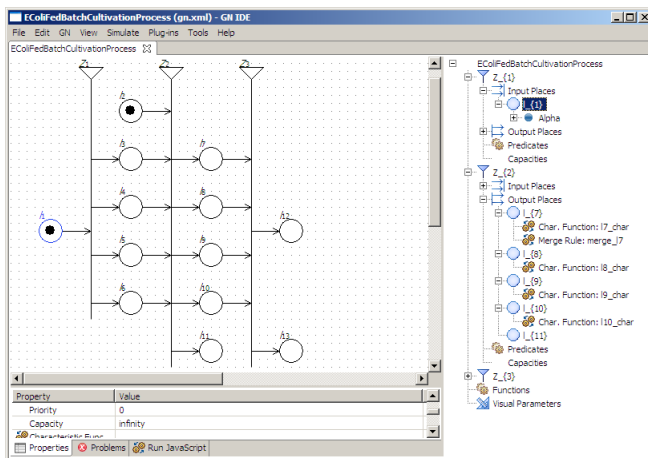 EColiFedBatchCultivationProcess (gn.xml) - GN IDE
File Edit GN View Simulate Plug-ins Tools Help
EColiFedBatchCultivationProcess
Z1 Z2 Z3
l2
l3 l7
l4 l8
l1 l12
l5 l9
l6 l10
l11 l13
Property Value
Priority 0
Capacity infinity
Characteristic Func
Properties Problems Run JavaScript
EColiFedBatchCultivationProcess
Z_{1}
Input Places
l_{1}
Alpha
Output Places
Predicates
Capacities
Z_{2}
Input Places
Output Places
l_{7}
Char. Function: l7_char
Merge Rule: merge_l7
l_{8}
Char. Function: l8_char
l_{9}
Char. Function: l9_char
l_{10}
Char. Function: l10_char
l_{11}
Predicates
Capacities
Z_{3}
Functions
Visual Parameters